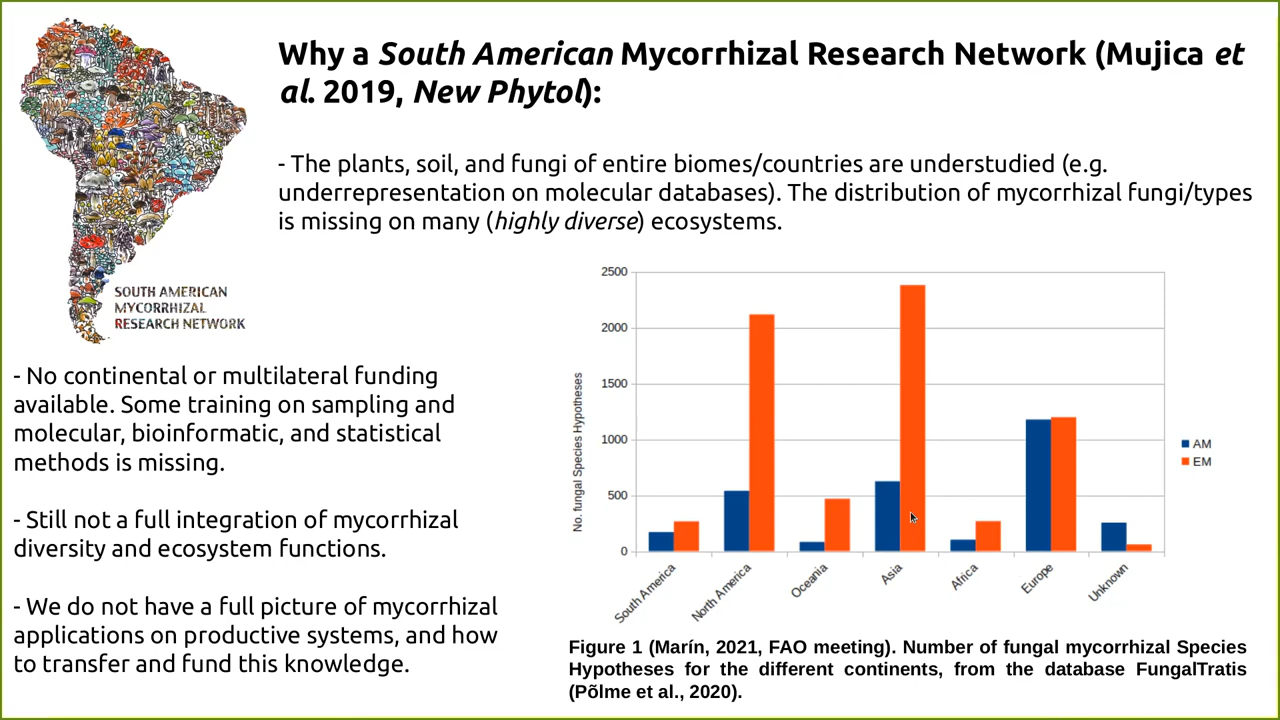 Why a South American Mycorrhizal Research Network (Mujica et
al. 2019, New Phytol):
- The plants, soil, and fungi of entire biomes/countries are understudied (e.g.
underrepresentation on molecular databases). The distribution of mycorrhizal fungi/types
is missing on many (highly diverse) ecosystems.
SOUTH AMERICAN
MYCORRHIZAL
RESEARCH NETWORK
- No continental or multilateral funding
available. Some training on sampling and
molecular, bioinformatic, and statistical
methods is missing.
- Still not a full integration of mycorrhizal
diversity and ecosystem functions.
- We do not have a full picture of mycorrhizal
applications on productive systems, and how
to transfer and fund this knowledge.
No. fungal Species Hypotheses
2500
2000
1500
1000
500
0
South America
North America
Oceania
Asia
Africa
Europe
Unknown
AM
EM
Figure 1 (Marín, 2021, FAO meeting). Number of fungal mycorrhizal Species
Hypotheses for the different continents, from the database FungalTratis
(Põlme et al., 2020).